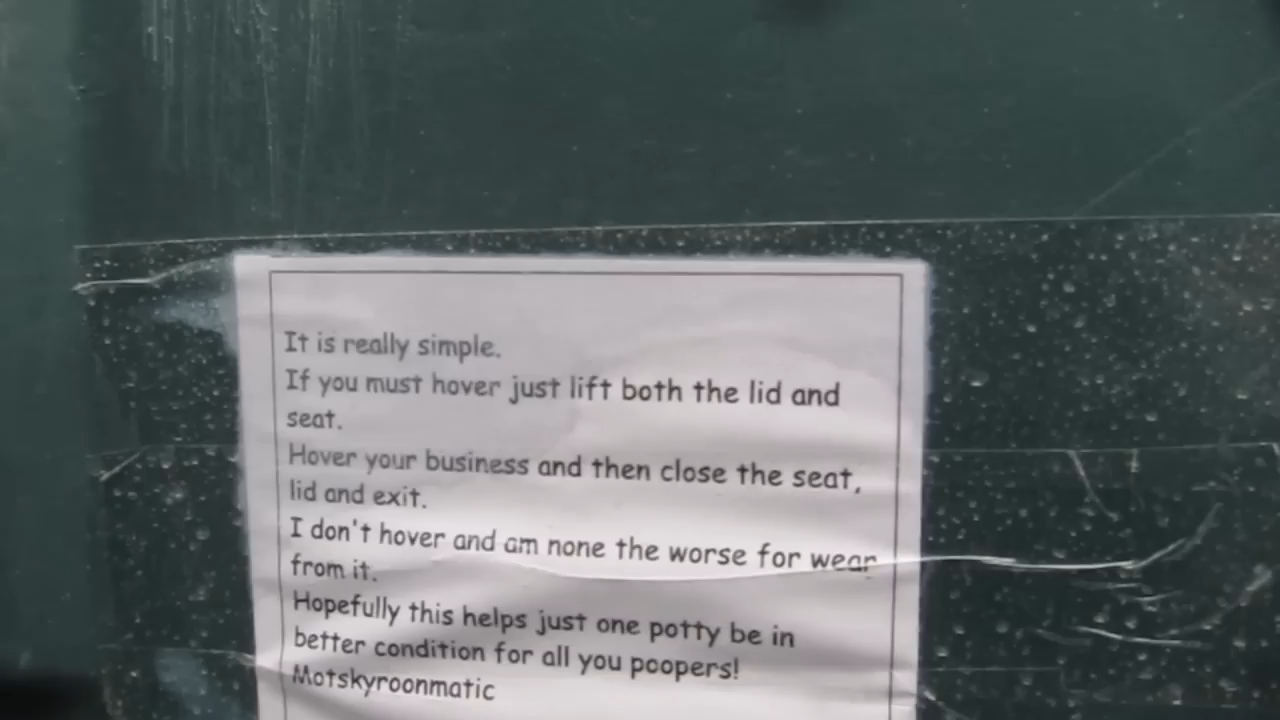 It is really simple.
If you must hover just lift both the lid and
seat.
Hover your business and then close the seat,
lid and exit.
I don't hover and am none the worse for wear
from it.
Hopefully this helps just one potty be in
better condition for all you poopers!
Motskyroonmatic